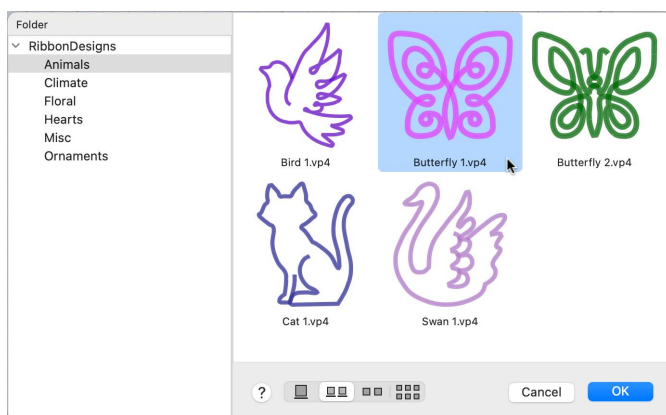 Folder
RibbonDesigns
Animals
Climate
Floral
Hearts
Misc
Ornaments
Bird 1.vp4
Butterfly 1.vp4
Butterfly 2.vp4
Cat 1.vp4
Swan 1.vp4
?
Cancel
OK